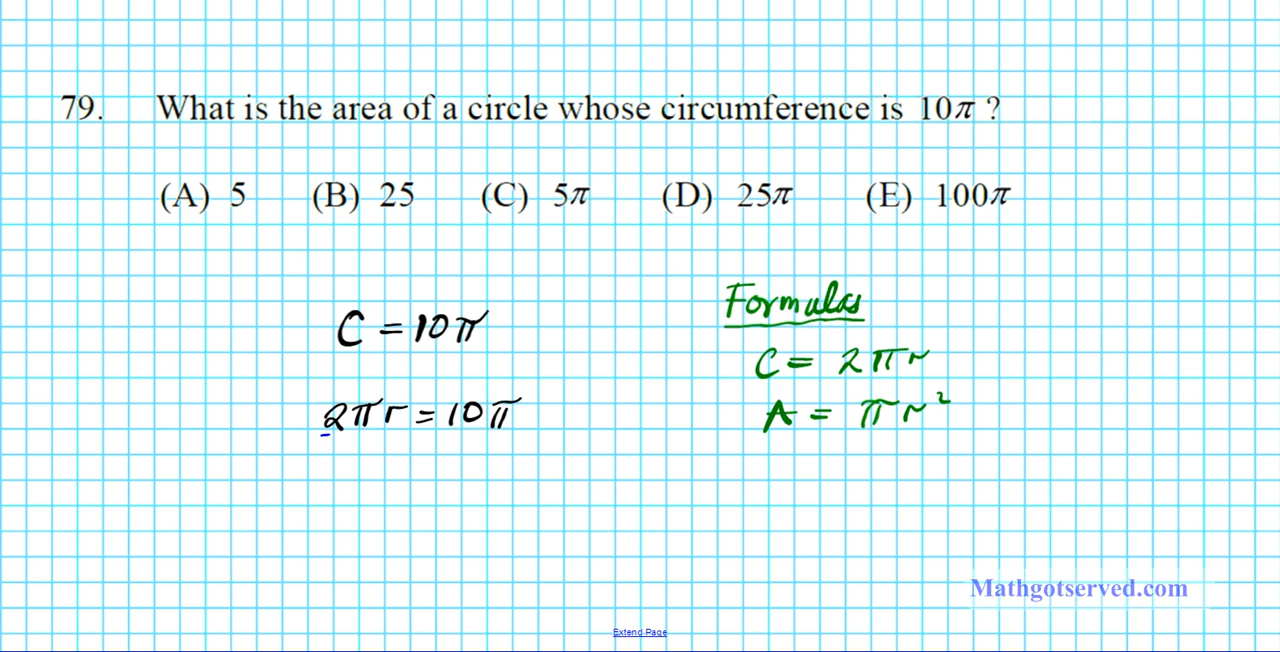 79. What is the area of a circle whose circumference is 10π ?
(A) 5 (B) 25 (C) 5π (D) 25π (E) 100π
Formulas
C = 10π
C = 2πr
2πr = 10π
A = πr²
Mathgotserved.com
Extend Page